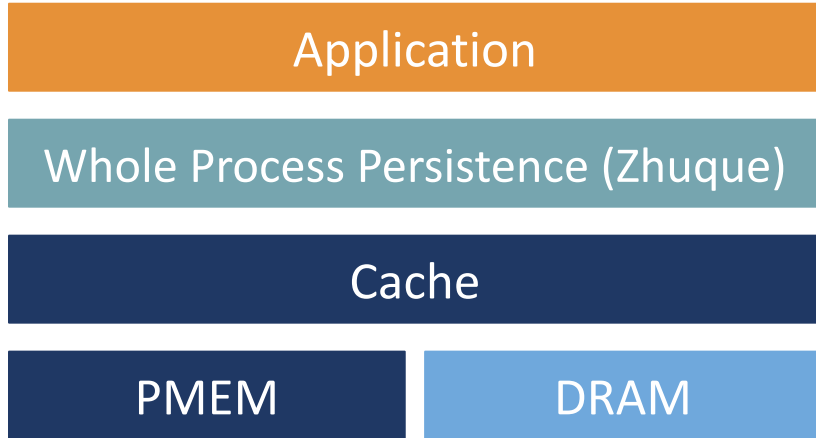 Application
Whole Process Persistence (Zhuque)
Cache
PMEM
DRAM